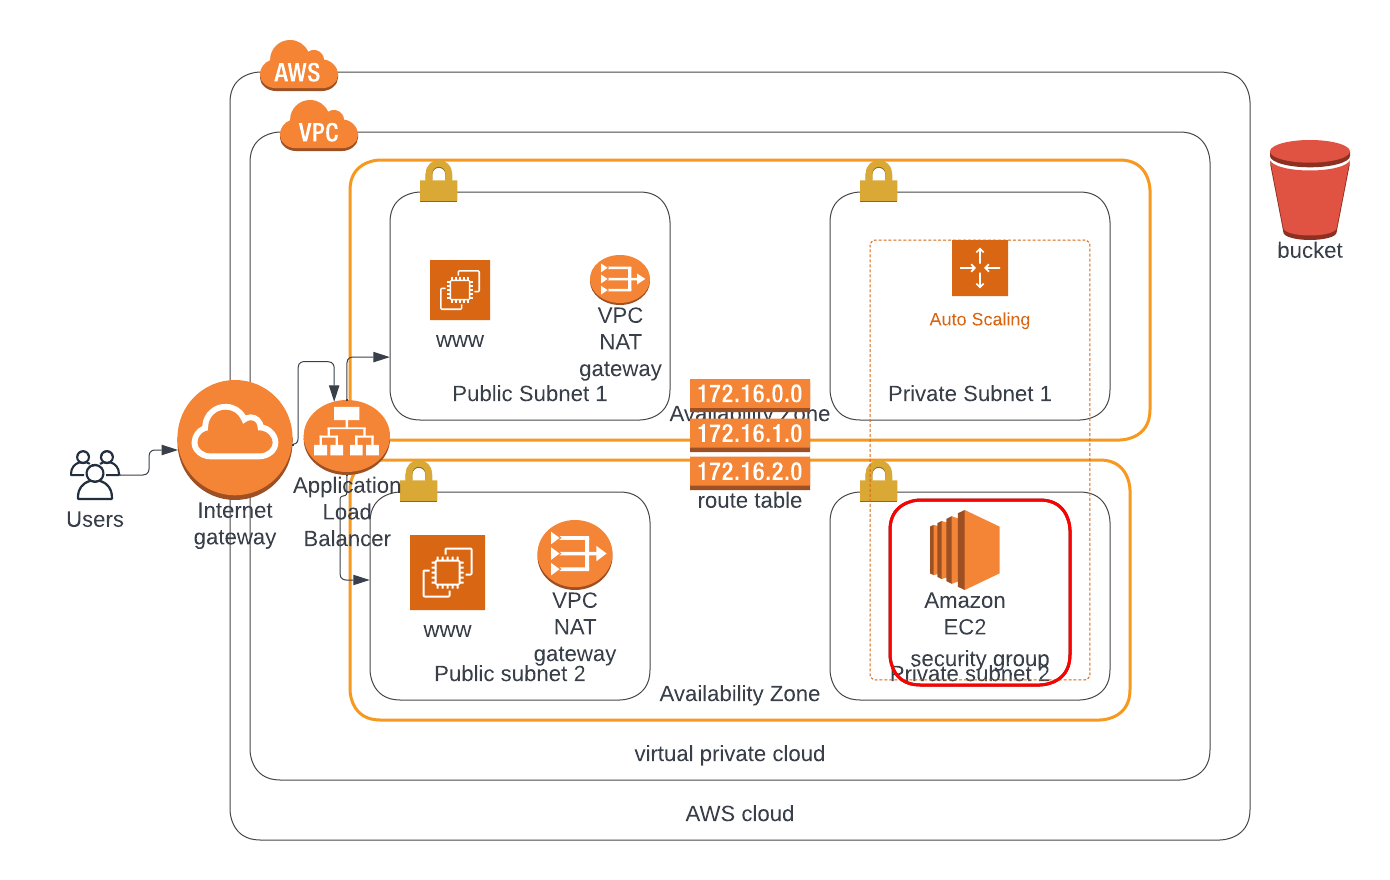 AWS
VPC
bucket
www
VPC
NAT
gateway
Public Subnet 1
Auto Scaling
Private Subnet 1
172.16.0.0
Availability Zone
172.16.1.0
172.16.2.0
route table
Users
Internet
gateway
Application
Load
Balancer
www
VPC
NAT
gateway
Public subnet 2
Amazon
EC2
security group
Private subnet 2
Availability Zone
virtual private cloud
AWS cloud